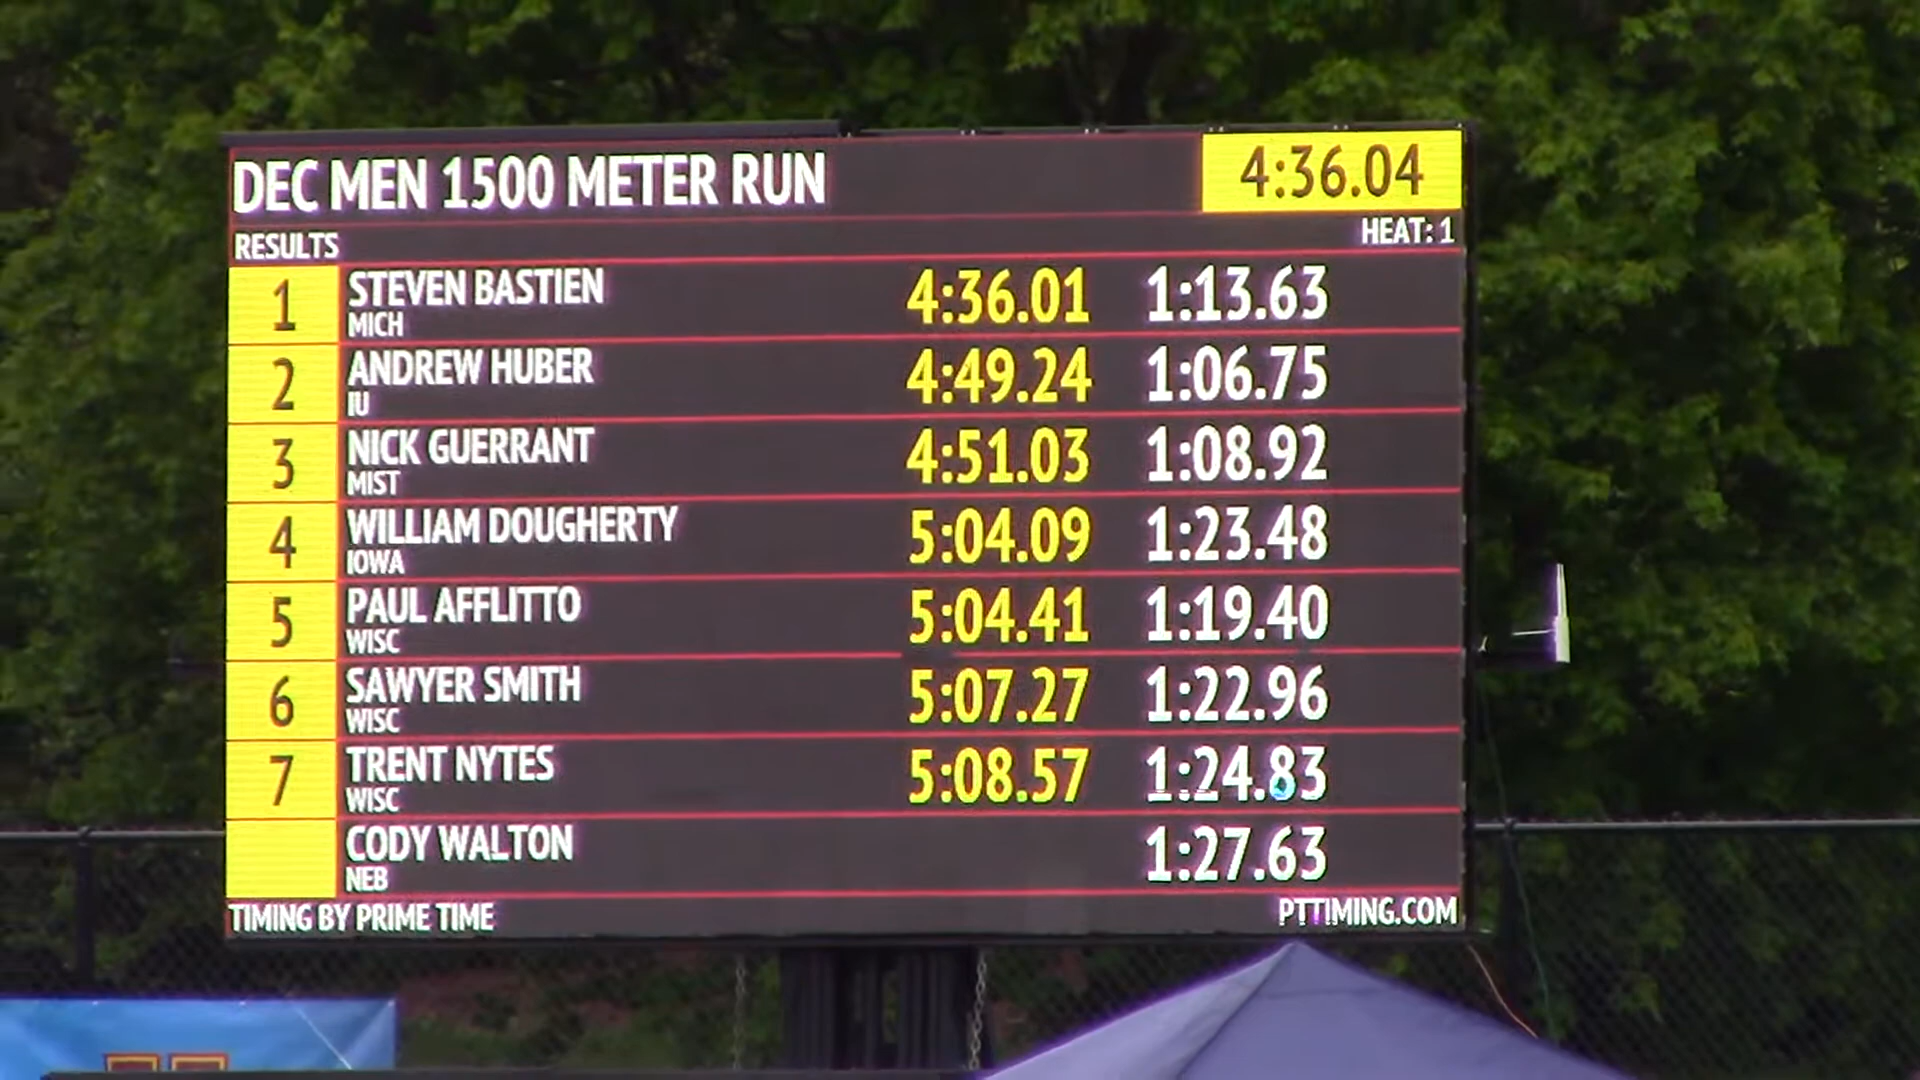 DEC MEN 1500 METER RUN 4:36.04
RESULTS HEAT: 1
1 STEVEN BASTIEN 4:36.01 1:13.63
MICH
2 ANDREW HUBER 4:49.24 1:06.75
IU
3 NICK GUERRANT 4:51.03 1:08.92
MIST
4 WILLIAM DOUGHERTY 5:04.09 1:23.48
IOWA
5 PAUL AFFLITTO 5:04.41 1:19.40
WISC
6 SAWYER SMITH 5:07.27 1:22.96
WISC
7 TRENT NYTES 5:08.57 1:24.83
WISC
CODY WALTON 1:27.63
NEB
TIMING BY PRIME TIME PTTIMING.COM